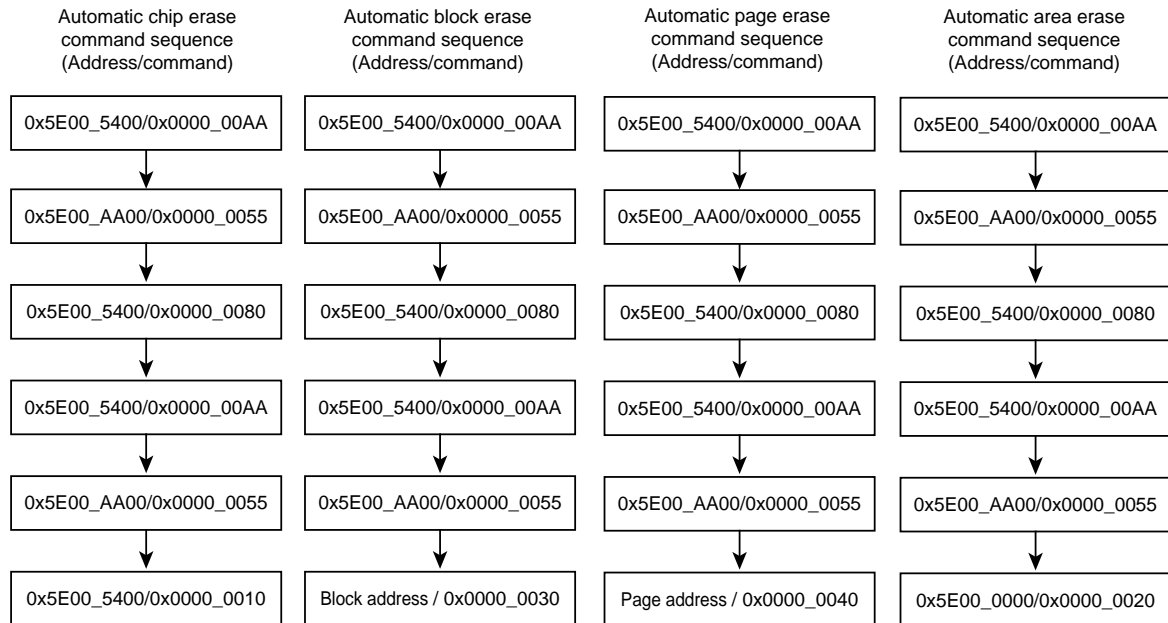 Automatic chip erase
command sequence
(Address/command)
0x5E00_5400/0x0000_00AA
0x5E00_AA00/0x0000_0055
0x5E00_5400/0x0000_0080
0x5E00_5400/0x0000_00AA
0x5E00_AA00/0x0000_0055
0x5E00_5400/0x0000_0010
Automatic block erase
command sequence
(Address/command)
0x5E00_5400/0x0000_00AA
0x5E00_AA00/0x0000_0055
0x5E00_5400/0x0000_0080
0x5E00_5400/0x0000_00AA
0x5E00_AA00/0x0000_0055
Block address / 0x0000_0030
Automatic page erase
command sequence
(Address/command)
0x5E00_5400/0x0000_00AA
0x5E00_AA00/0x0000_0055
0x5E00_5400/0x0000_0080
0x5E00_5400/0x0000_00AA
0x5E00_AA00/0x0000_0055
Page address / 0x0000_0040
Automatic area erase
command sequence
(Address/command)
0x5E00_5400/0x0000_00AA
0x5E00_AA00/0x0000_0055
0x5E00_5400/0x0000_0080
0x5E00_5400/0x0000_00AA
0x5E00_AA00/0x0000_0055
0x5E00_0000/0x0000_0020